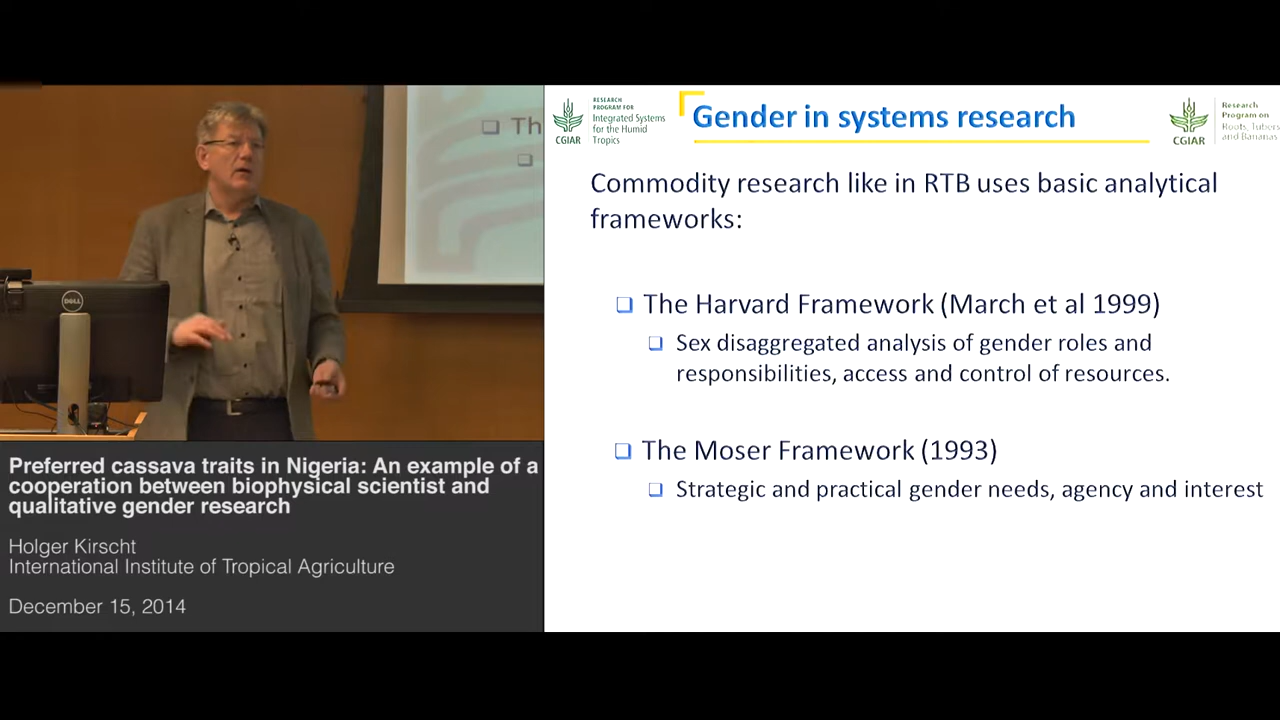 Th
DELL
RESEARCH
PROGRAM FOR
Integrated Systems
for the Humid
Tropics
CGIAR
Gender in systems research
Research
Program on
Roots, Tubers
and Bananas
CGIAR
Commodity research like in RTB uses basic analytical
frameworks:
❑ The Harvard Framework (March et al 1999)
❑ Sex disaggregated analysis of gender roles and
responsibilities, access and control of resources.
❑ The Moser Framework (1993)
❑ Strategic and practical gender needs, agency and interest
Preferred cassava traits in Nigeria: An example of a
cooperation between biophysical scientist and
qualitative gender research
Holger Kirscht
International Institute of Tropical Agriculture
December 15, 2014